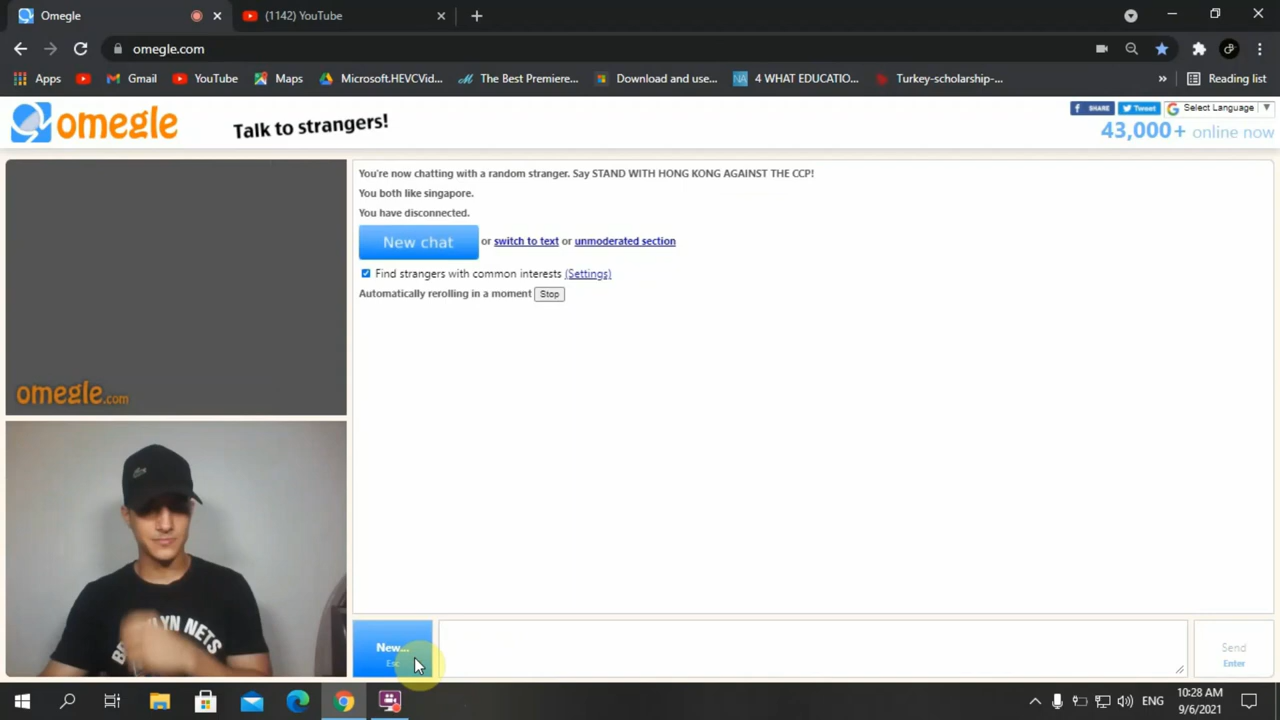 Omegle
(1142) YouTube
omegle.com
Apps
Gmail
YouTube
Maps
Microsoft.HEVCVid...
The Best Premiere...
Download and use...
4 WHAT EDUCATIO...
Turkey-scholarship-...
»
Reading list
omegle
Talk to strangers!
SHARE
Tweet
Select Language
43,000+ online now
You're now chatting with a random stranger. Say STAND WITH HONG KONG AGAINST THE CCP!
You both like singapore.
You have disconnected.
New chat or switch to text or unmoderated section
Find strangers with common interests (Settings)
Automatically rerolling in a moment Stop
omegle.com
BROOKLYN NETS
New...
Esc
Send
Enter
ENG
10:28 AM
9/6/2021